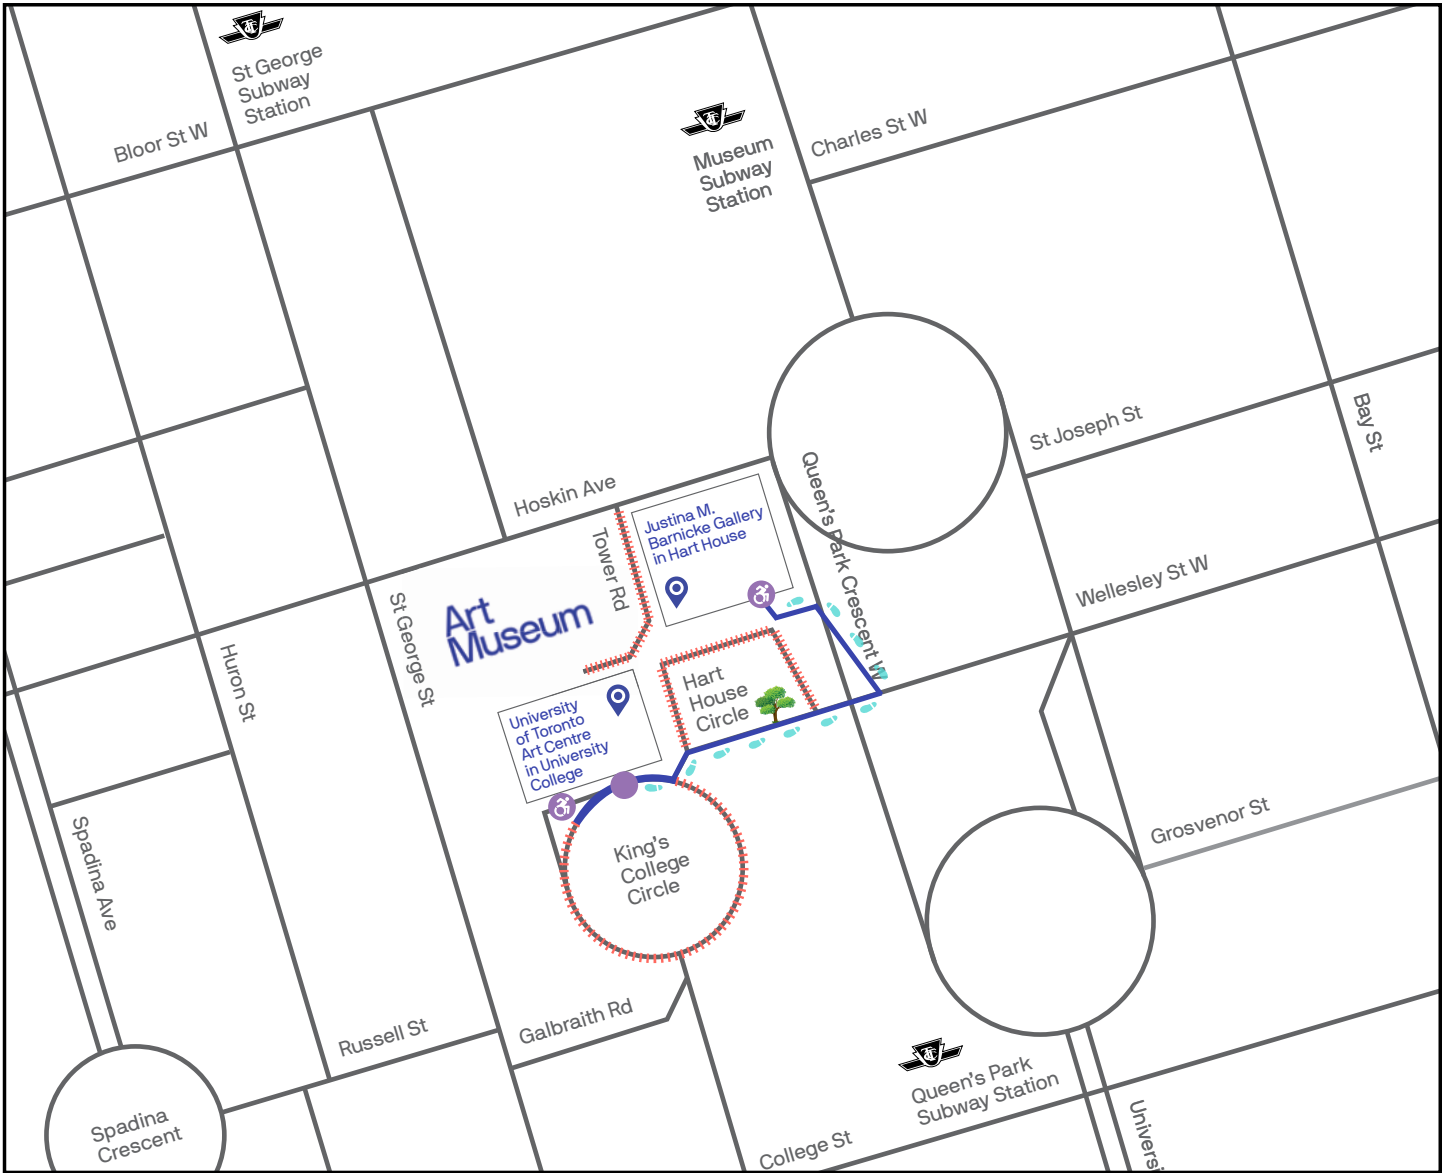 St George
Subway
Station
Bloor St W
Museum
Subway
Station
Charles St W
St Joseph St
Bay St
Hoskin Ave
Tower Rd
Justina M.
Barnicke Gallery
in Hart House
Queen's Park Crescent W
Wellesley St W
Art
Museum
St George St
Huron St
Hart
House
Circle
University
of Toronto
Art Centre
in University
College
King's
College
Circle
Grosvenor St
Spadina Ave
Russell St
Galbraith Rd
Queen's Park
Subway Station
Spadina
Crescent
College St
Universi